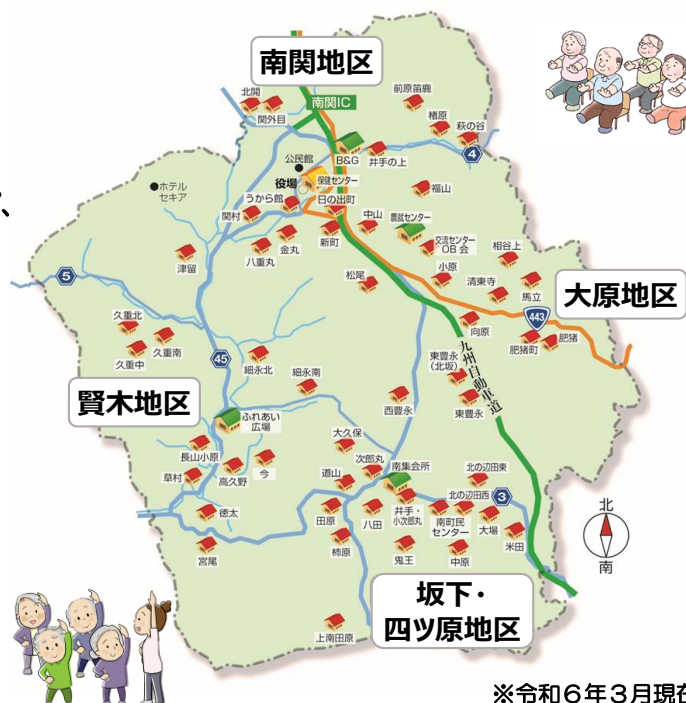 南関地区
北開
関外目
南関IC
前原笛鹿
楢原
萩の谷
4
B&G
井手の上
公民館
役場
保健センター
ホテル
セキア
、
うから館
日の出町
福山
関村
金丸
新町
中山
農就センター
交流センター
OB会
相谷上
八重丸
津留
松尾
小原
清東寺
馬立
大原地区
5
443
久重北
久重南
久重中
向原
肥猪町
肥猪
45
細永北
細永南
東豊永
(北坂)
九州自動車道
賢木地区
ふれあい
広場
西豊永
東豊永
長山小原
大久保
次郎丸
南集会所
北の辺田東
草村
高久野
今
道山
北の辺田西
3
徳太
田原
八田
井手・
小次郎丸
南町民
センター
大場
米田
北
南
宮尾
柿原
鬼王
中原
坂下・
四ツ原地区
上南田原
※令和6年3月現在